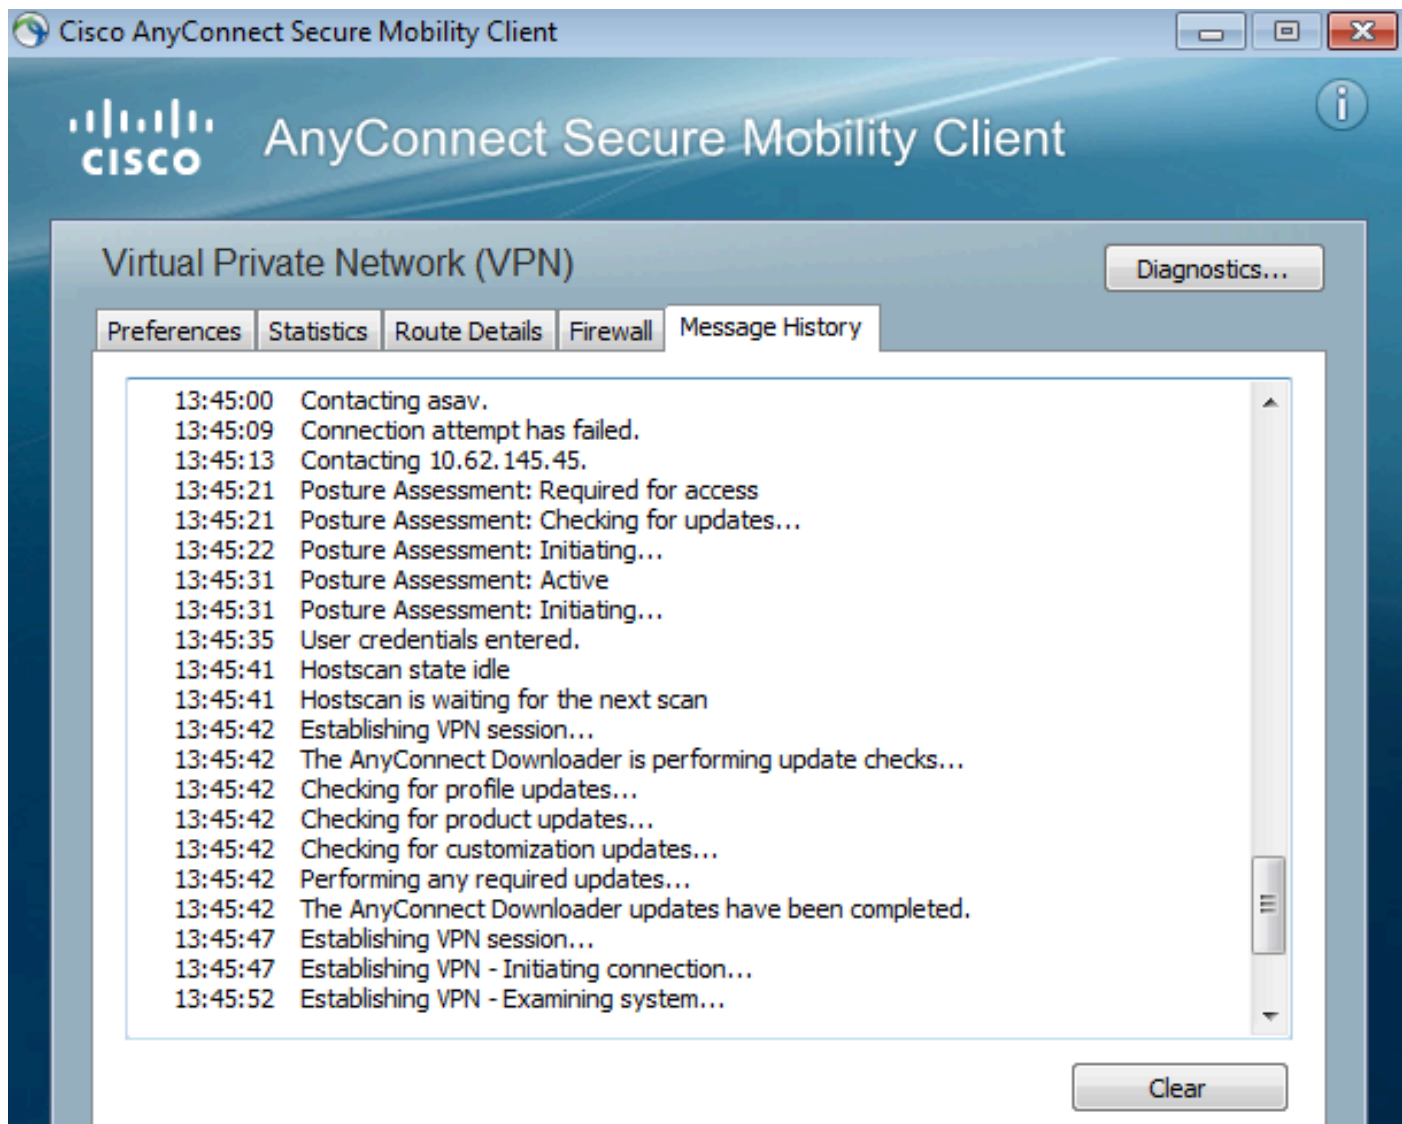 Cisco AnyConnect Secure Mobility Client
CISCO AnyConnect Secure Mobility Client
Virtual Private Network (VPN)
Diagnostics...
Preferences Statistics Route Details Firewall Message History
13:45:00 Contacting asav.
13:45:09 Connection attempt has failed.
13:45:13 Contacting 10.62.145.45.
13:45:21 Posture Assessment: Required for access
13:45:21 Posture Assessment: Checking for updates...
13:45:22 Posture Assessment: Initiating...
13:45:31 Posture Assessment: Active
13:45:31 Posture Assessment: Initiating...
13:45:35 User credentials entered.
13:45:41 Hostscan state idle
13:45:41 Hostscan is waiting for the next scan
13:45:42 Establishing VPN session...
13:45:42 The AnyConnect Downloader is performing update checks...
13:45:42 Checking for profile updates...
13:45:42 Checking for product updates...
13:45:42 Checking for customization updates...
13:45:42 Performing any required updates...
13:45:42 The AnyConnect Downloader updates have been completed.
13:45:47 Establishing VPN session...
13:45:47 Establishing VPN - Initiating connection...
13:45:52 Establishing VPN - Examining system...
Clear